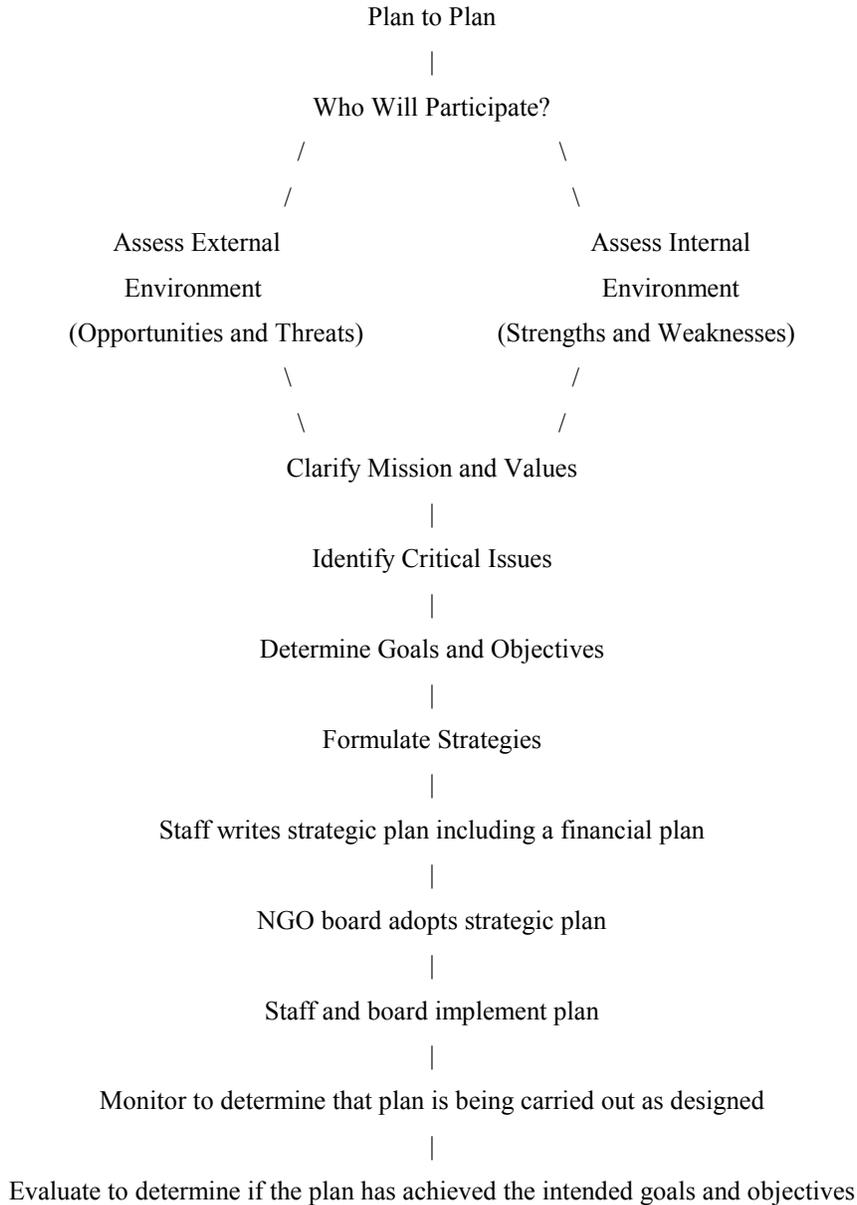 Plan to Plan
|
Who Will Participate?
/ \
/ \
Assess External Assess Internal
Environment Environment
(Opportunities and Threats) (Strengths and Weaknesses)
\ /
\ /
Clarify Mission and Values
|
Identify Critical Issues
|
Determine Goals and Objectives
|
Formulate Strategies
|
Staff writes strategic plan including a financial plan
|
NGO board adopts strategic plan
|
Staff and board implement plan
|
Monitor to determine that plan is being carried out as designed
|
Evaluate to determine if the plan has achieved the intended goals and objectives